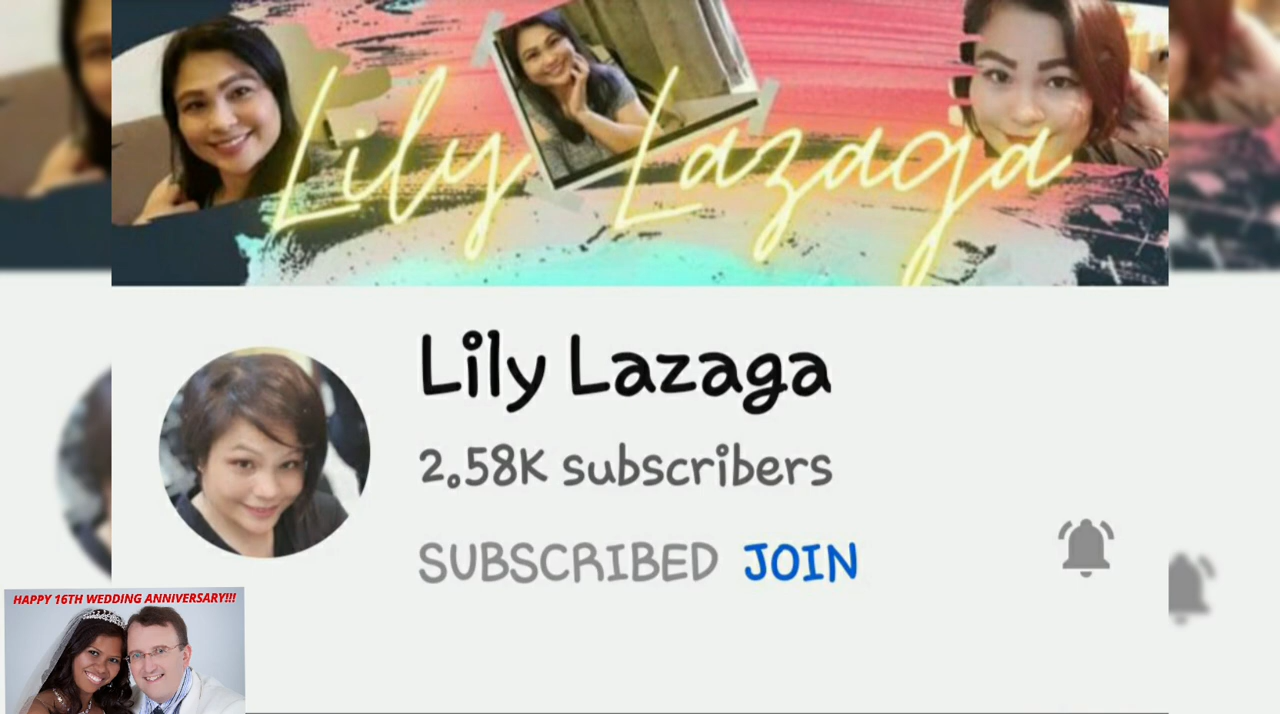 Lily Lazaga
Lily Lazaga
2.58K subscribers
SUBSCRIBED JOIN
HAPPY 16TH WEDDING ANNIVERSARY!!!